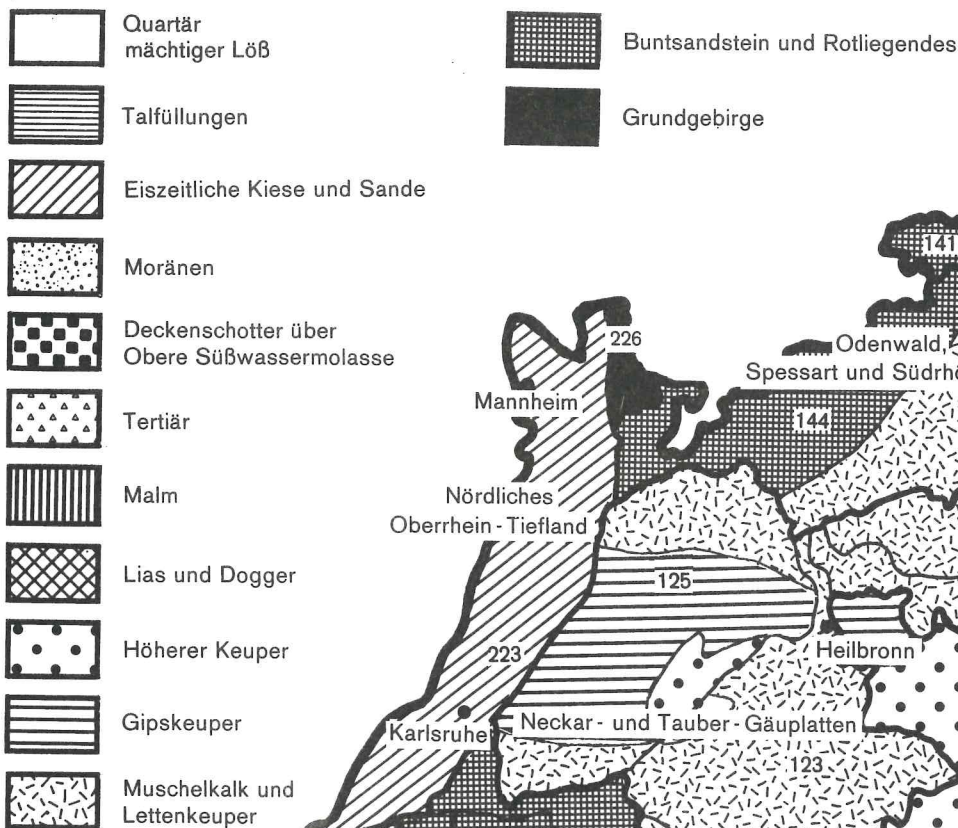 Quartär
mächtiger Löß
Talfüllungen
Eiszeitliche Kiese und Sande
Moränen
Deckenschotter über
Obere Süßwassermolasse
Tertiär
Malm
Lias und Dogger
Höherer Keuper
Gipskeuper
Muschelkalk und
Lettenkeuper
Buntsandstein und Rotliegendes
Grundgebirge
141
226
Odenwald,
Spessart und Südrhö
Mannheim
144
Nördliches
Oberrhein-Tiefland
125
Heilbronn
223
Karlsruhe
Neckar- und Tauber-Gäuplatten
123